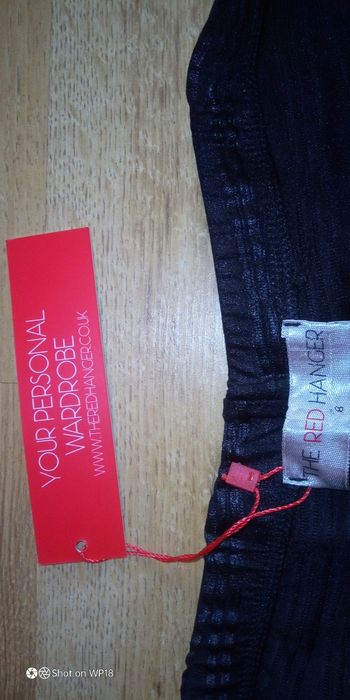 YOUR PERSONAL
WARDROBE
WWW.THEREDHANGER.CO.UK
THE RED HANGER
8
Shot on WP18